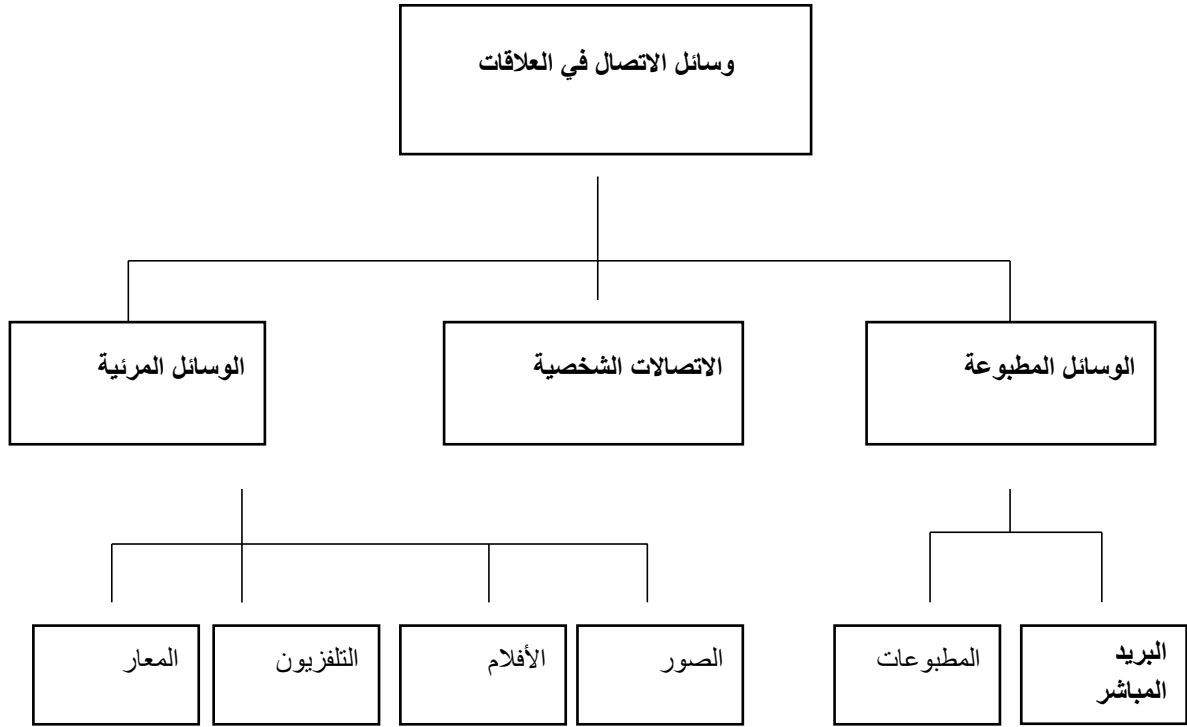 وسائل الاتصال في العلاقات
الوسائل المطبوعة
الاتصالات الشخصية
الوسائل المرئية
البريد
المباشر
المطبوعات
الصور
الأفلام
التلفزيون
المعار